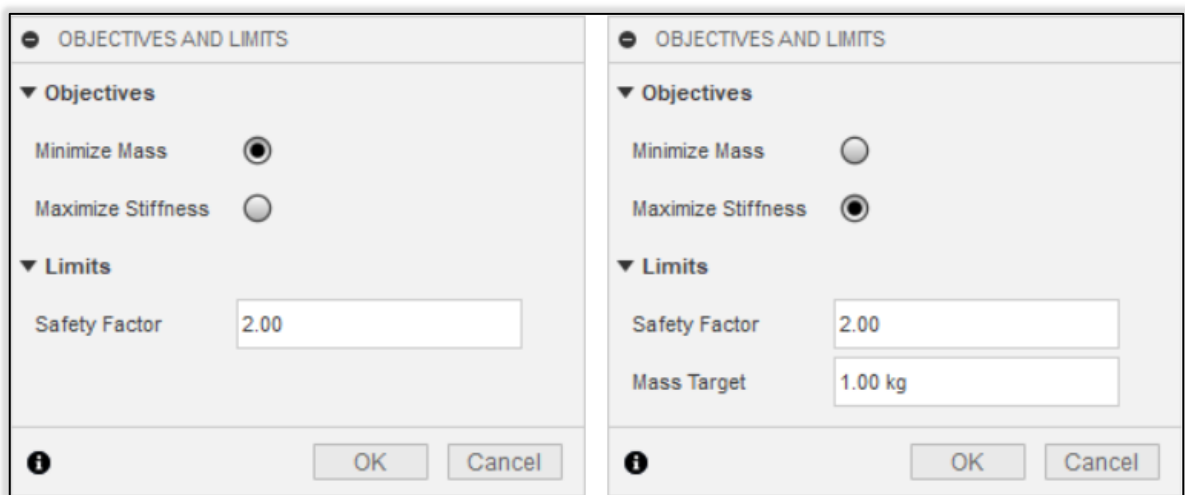 OBJECTIVES AND LIMITS
Objectives
Minimize Mass
Maximize Stiffness
Limits
Safety Factor 2.00
OK Cancel
OBJECTIVES AND LIMITS
Objectives
Minimize Mass
Maximize Stiffness
Limits
Safety Factor 2.00
Mass Target 1.00 kg
OK Cancel